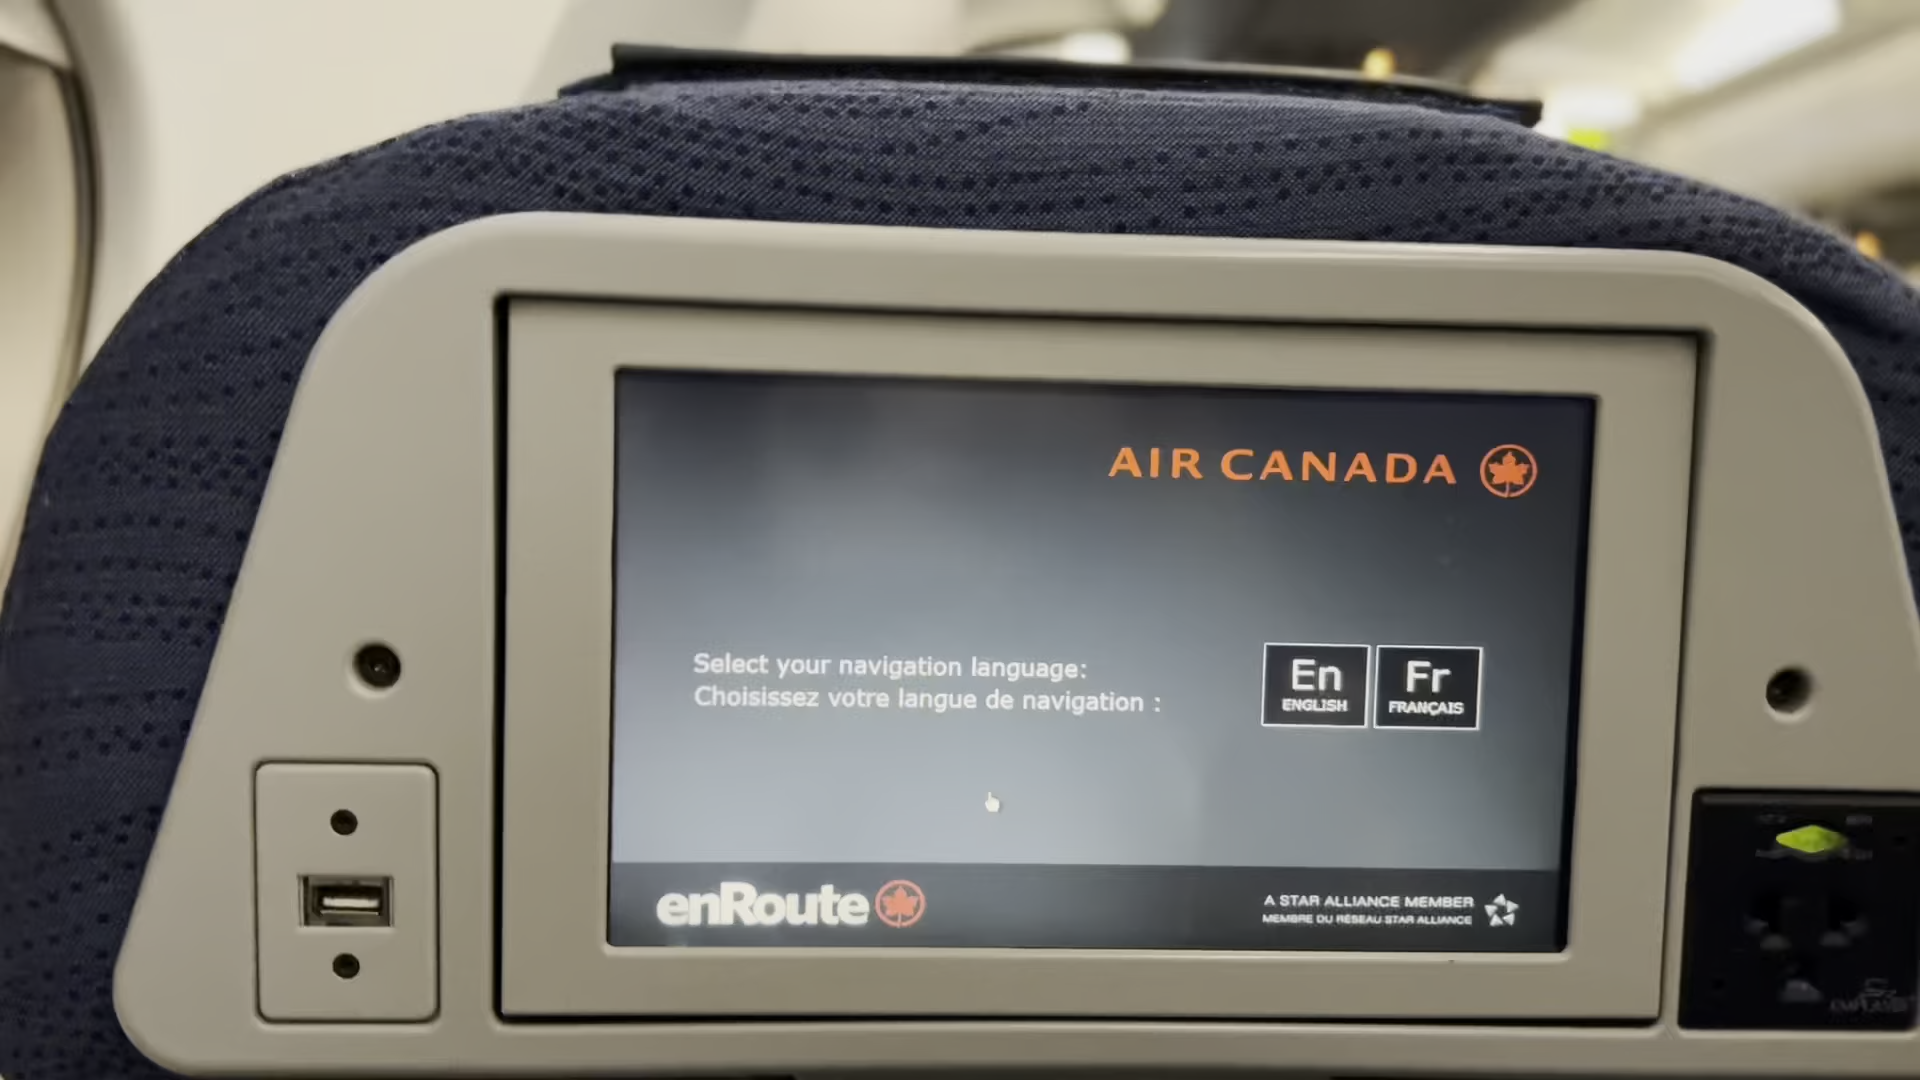 AIR CANADA
Select your navigation language:
Choisissez votre langue de navigation :
En
ENGLISH
Fr
FRANÇAIS
enRoute
A STAR ALLIANCE MEMBER
MEMBRE DU RÉSEAU STAR ALLIANCE